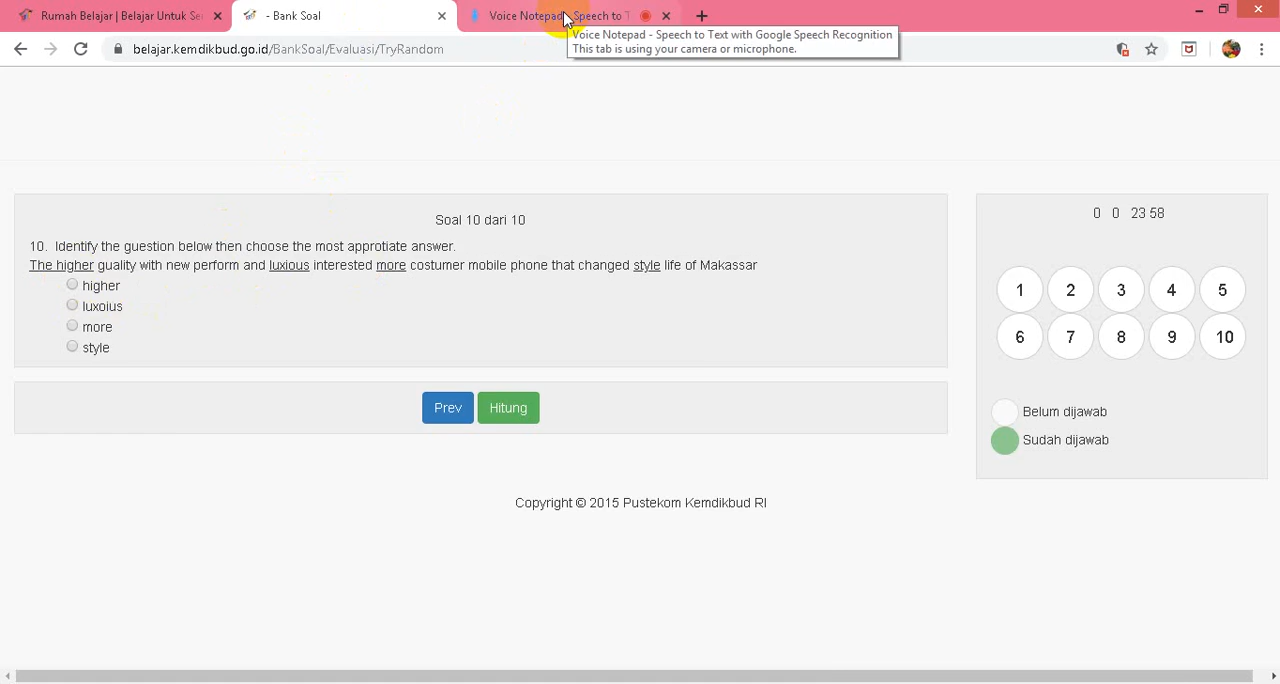 Rumah Belajar | Belajar Untuk Se
- Bank Soal
Voice Notepad - Speech to T
Voice Notepad - Speech to Text with Google Speech Recognition
This tab is using your camera or microphone.
belajar.kemdikbud.go.id/BankSoal/Evaluasi/TryRandom
Soal 10 dari 10
10. Identify the guestion below then choose the most approtiate answer.
The higher guality with new perform and luxious interested more costumer mobile phone that changed style life of Makassar
higher
luxoius
more
style
Prev Hitung
0 0 23 58
1 2 3 4 5
6 7 8 9 10
Belum dijawab
Sudah dijawab
Copyright © 2015 Pustekom Kemdikbud RI